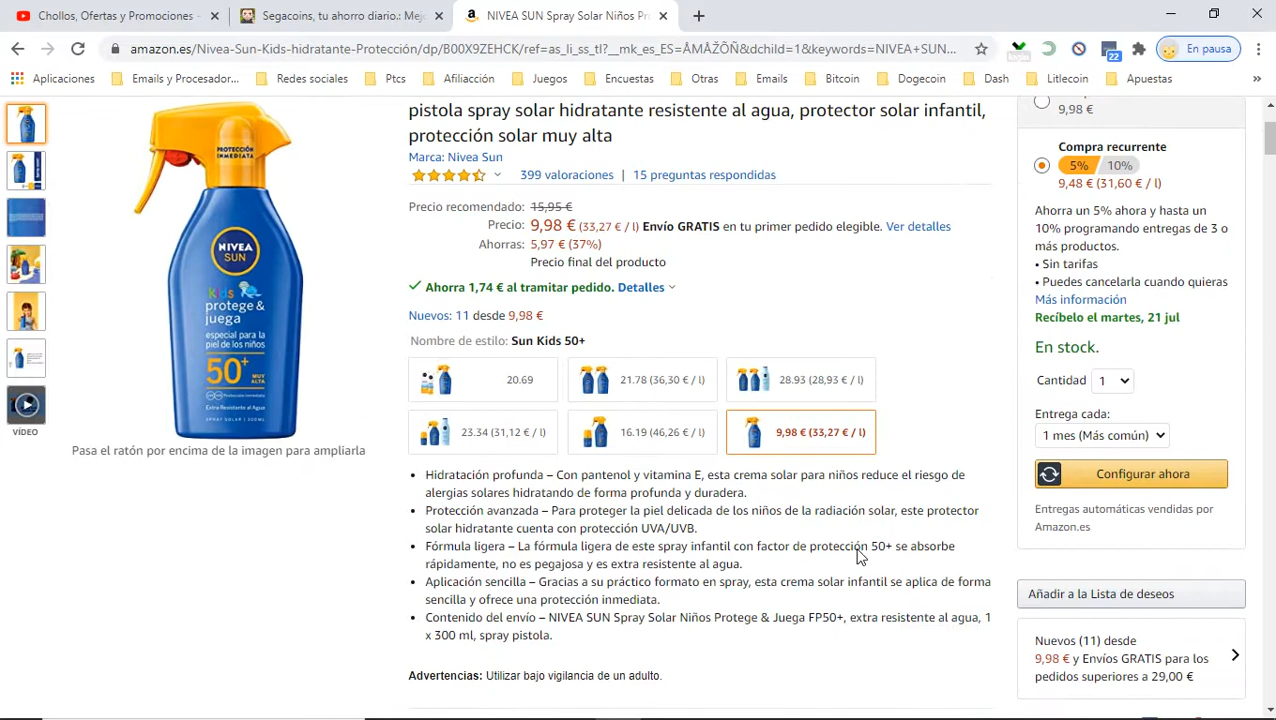 Chollos, Ofertas y Promociones -
Segacoins, tu ahorro diario.: Mej
NIVEA SUN Spray Solar Niños Pr
amazon.es/Nivea-Sun-Kids-hidratante-Protección/dp/B00X9ZEHCK/ref=as_li_ss_tl?__mk_es_ES=ÅMÅŽÕÑ&dchild=1&keywords=NIVEA+SUN...
22
En pausa
Aplicaciones
Emails y Procesador...
Redes sociales
Ptcs
Afiliacción
Juegos
Encuestas
Otras
Emails
Bitcoin
Dogecoin
Dash
Litlecoin
Apuestas
»
pistola spray solar hidratante resistente al agua, protector solar infantil,
protección solar muy alta
Marca: Nivea Sun
399 valoraciones | 15 preguntas respondidas
Precio recomendado: 15,95 €
Precio: 9,98 € (33,27 € / l) Envío GRATIS en tu primer pedido elegible. Ver detalles
Ahorras: 5,97 € (37%)
Precio final del producto
Ahorra 1,74 € al tramitar pedido. Detalles
Nuevos: 11 desde 9,98 €
Nombre de estilo: Sun Kids 50+
20.69
21.78 (36,30 € / l)
28.93 (28,93 € / l)
23.34 (31,12 € / l)
16.19 (46,26 € / l)
9,98 € (33,27 € / l)
• Hidratación profunda – Con pantenol y vitamina E, esta crema solar para niños reduce el riesgo de
alergias solares hidratando de forma profunda y duradera.
• Protección avanzada – Para proteger la piel delicada de los niños de la radiación solar, este protector
solar hidratante cuenta con protección UVA/UVB.
• Fórmula ligera – La fórmula ligera de este spray infantil con factor de protección 50+ se absorbe
rápidamente, no es pegajosa y es extra resistente al agua.
• Aplicación sencilla – Gracias a su práctico formato en spray, esta crema solar infantil se aplica de forma
sencilla y ofrece una protección inmediata.
• Contenido del envío – NIVEA SUN Spray Solar Niños Protege & Juega FP50+, extra resistente al agua, 1
x 300 ml, spray pistola.
Advertencias: Utilizar bajo vigilancia de un adulto.
PROTECCIÓN
INMEDIATA
NIVEA
SUN
kids
protege &
juega
especial para la
piel de los niños
50+
MUY
ALTA
Extra Resistente al Agua
SPRAY SOLAR
VÍDEO
Pasa el ratón por encima de la imagen para ampliarla
9,98 €
Compra recurrente
5% 10%
9,48 € (31,60 € / l)
Ahorra un 5% ahora y hasta un
10% programando entregas de 3 o
más productos.
• Sin tarifas
• Puedes cancelarla cuando quieras
Más información
Recíbelo el martes, 21 jul
En stock.
Cantidad 1
Entrega cada:
1 mes (Más común)
Configurar ahora
Entregas automáticas vendidas por
Amazon.es
Añadir a la Lista de deseos
Nuevos (11) desde
9,98 € y Envíos GRATIS para los
pedidos superiores a 29,00 €